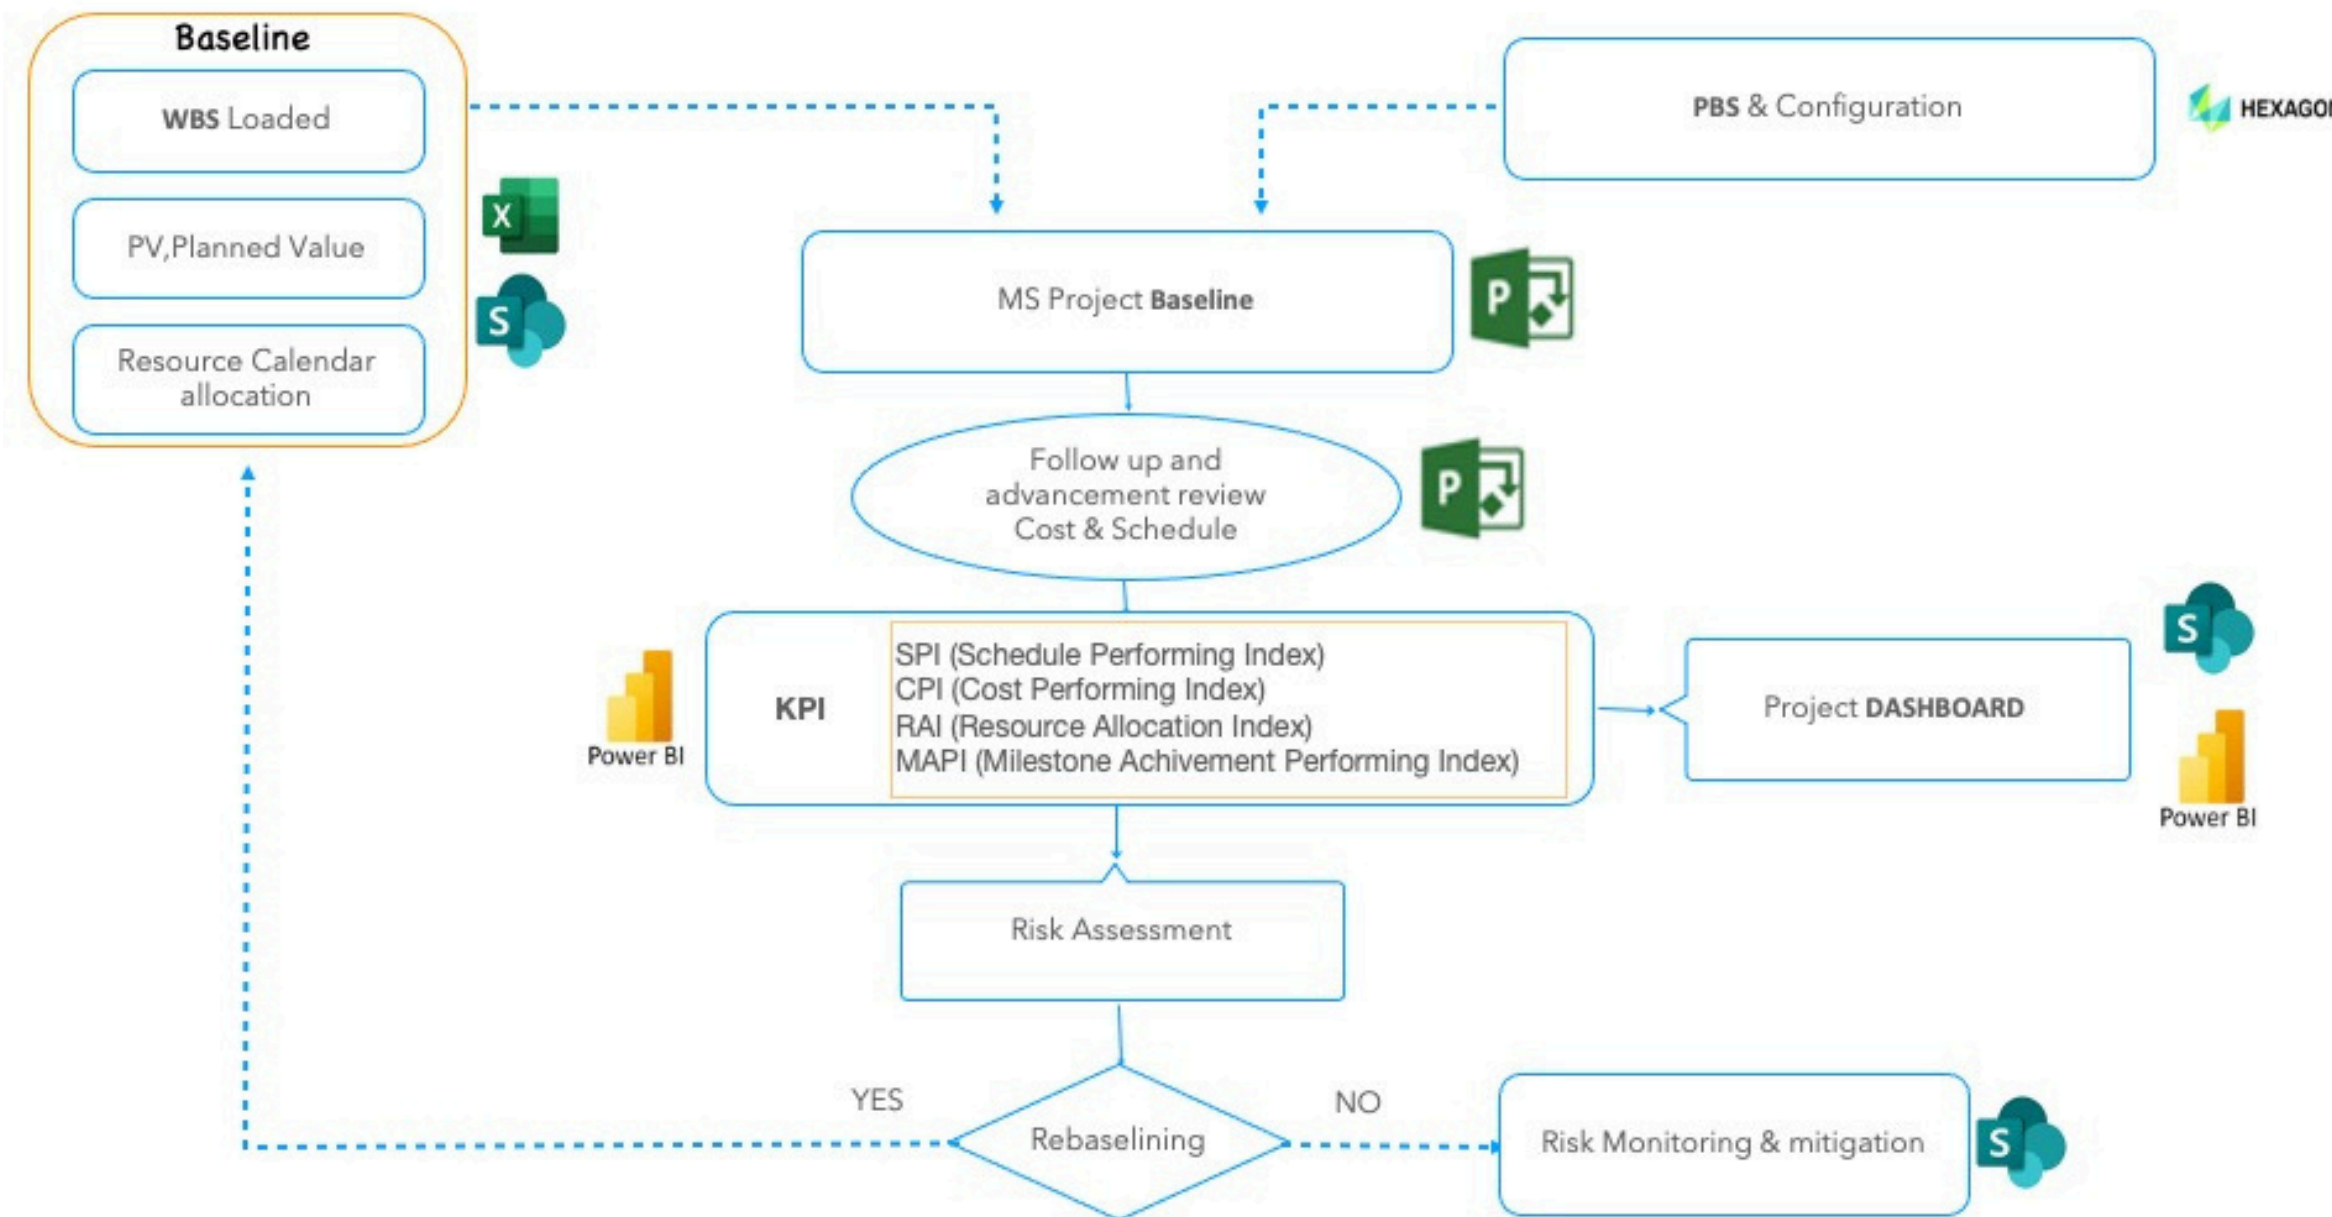 Baseline
WBS Loaded
PV,Planned Value
Resource Calendar
allocation
X
S
PBS & Configuration
HEXAGON
MS Project Baseline
P
Follow up and
advancement review
Cost & Schedule
P
Power BI
KPI
SPI (Schedule Performing Index)
CPI (Cost Performing Index)
RAI (Resource Allocation Index)
MAPI (Milestone Achivement Performing Index)
Project DASHBOARD
S
Power BI
Risk Assessment
YES
Rebaselining
NO
Risk Monitoring & mitigation
S